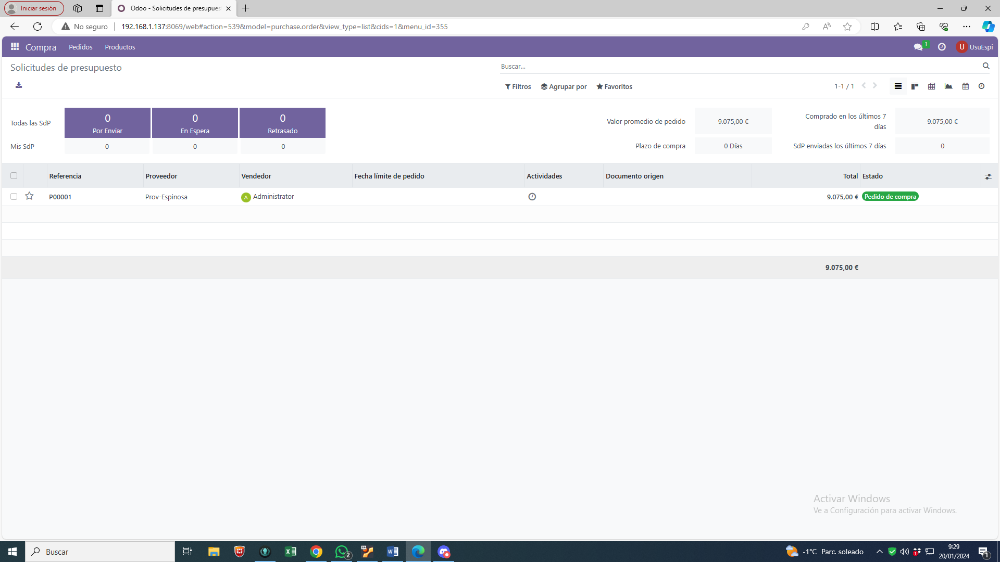 Iniciar sesión
Odoo - Solicitudes de presupues
No seguro
192.168.1.137:8069/web#action=539&model=purchase.order&view_type=list&cids=1&menu_id=355
Compra Pedidos Productos
1
U UsuEspi
Solicitudes de presupuesto
Buscar...
Filtros Agrupar por Favoritos
1-1 / 1
Todas las SdP
0
Por Enviar
0
En Espera
0
Retrasado
Mis SdP 0 0 0
Valor promedio de pedido 9.075,00 €
Comprado en los últimos 7
días
9.075,00 €
Plazo de compra 0 Días
SdP enviadas los últimos 7 días 0
Referencia Proveedor Vendedor Fecha límite de pedido Actividades Documento origen Total Estado
P00001 Prov-Espinosa A Administrator 9.075,00 € Pedido de compra
9.075,00 €
Activar Windows
Ve a Configuración para activar Windows.
Buscar
2
-1°C Parc. soleado
9:29
20/01/2024
1